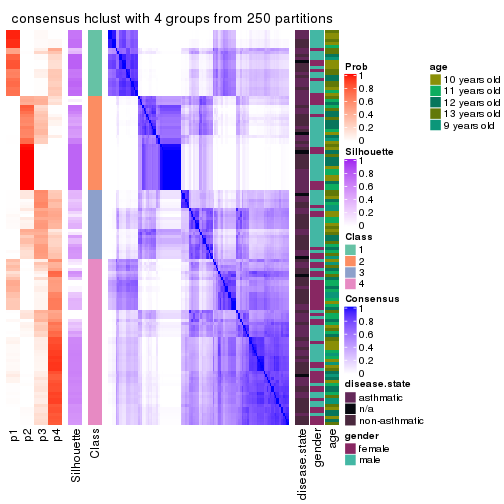 consensus hclust with 4 groups from 250 partitions
Prob
1
0.8
0.6
0.4
0.2
0
Silhouette
1
0.8
0.6
0.4
0.2
0
Class
1
2
3
4
Consensus
1
0.8
0.6
0.4
0.2
0
disease.state
asthmatic
n/a
non-asthmatic
gender
female
male
age
10 years old
11 years old
12 years old
13 years old
9 years old
p1
p2
p3
p4
Silhouette
Class
disease.state
gender
age